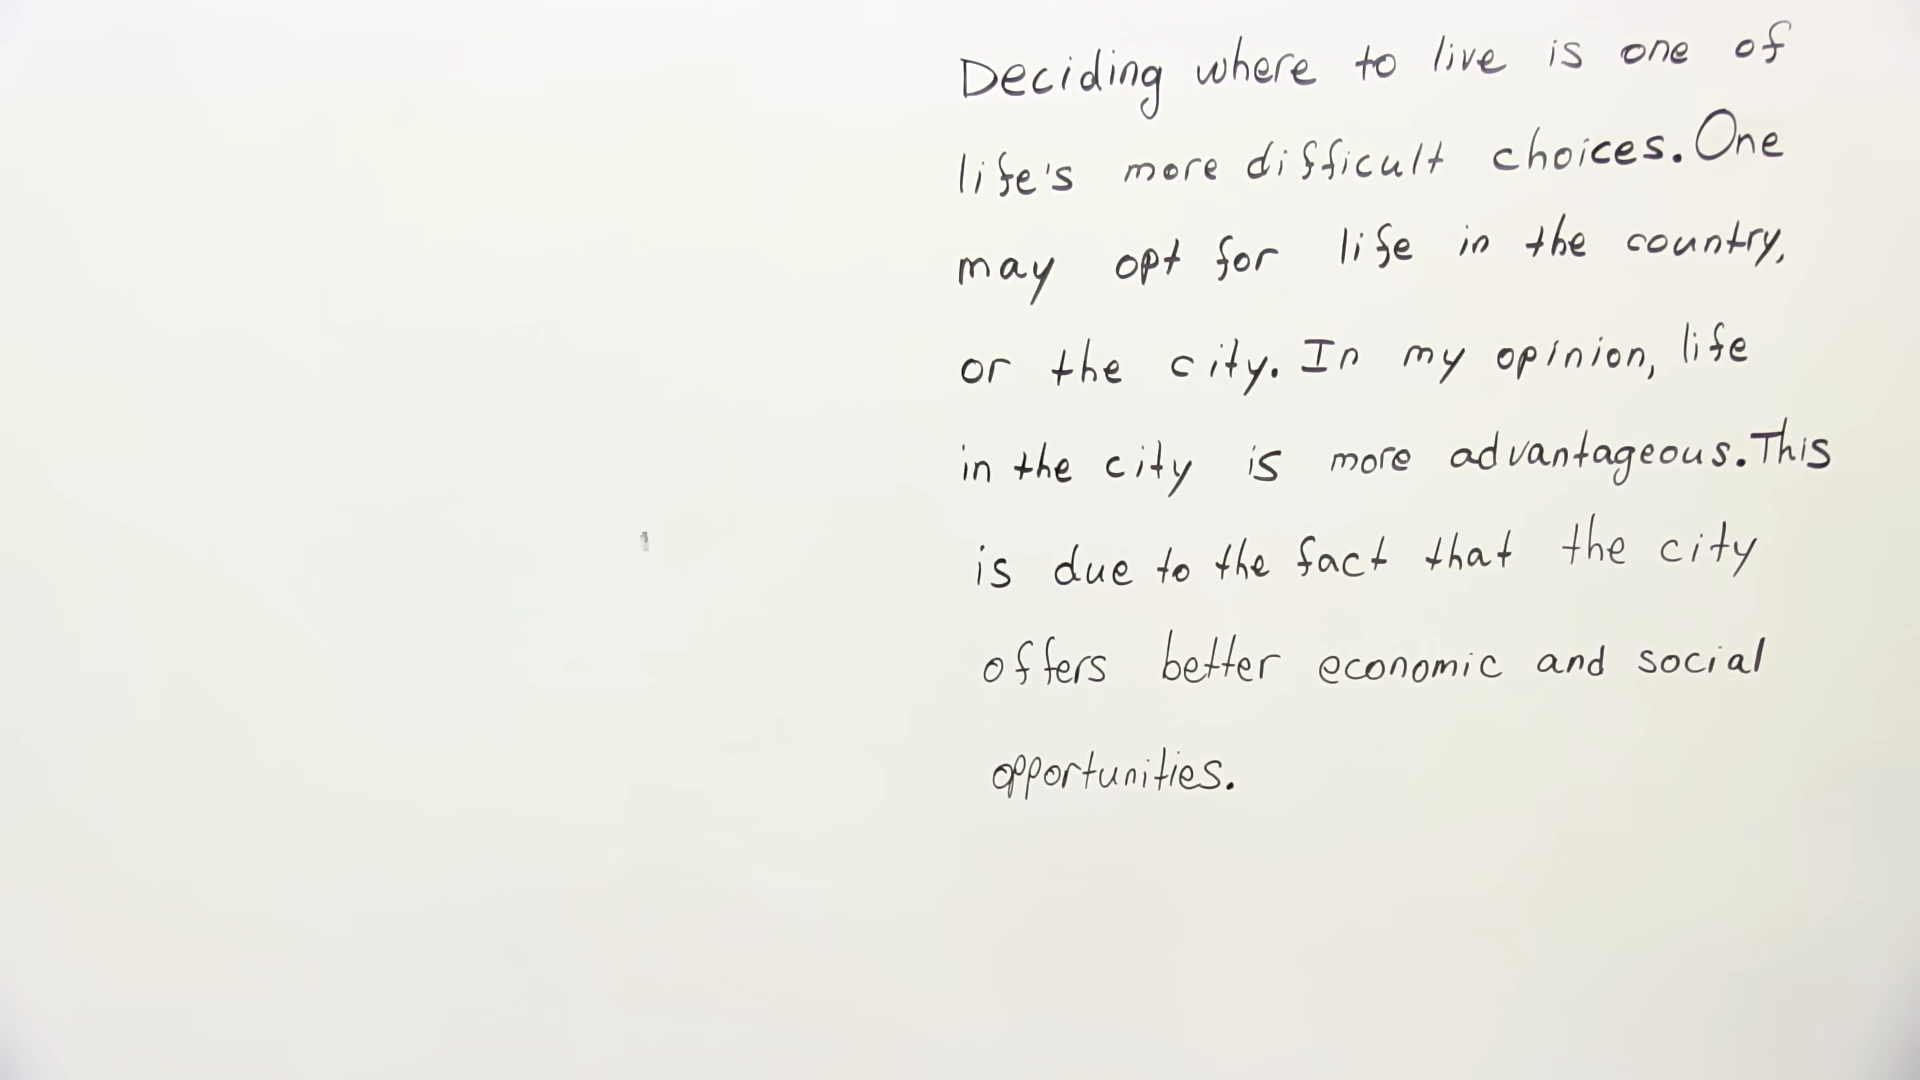 Deciding where to live is one of
life's more difficult choices. One
may opt for life in the country,
or the city. In my opinion, life
in the city is more advantageous. This
is due to the fact that the city
offers better economic and social
opportunities.